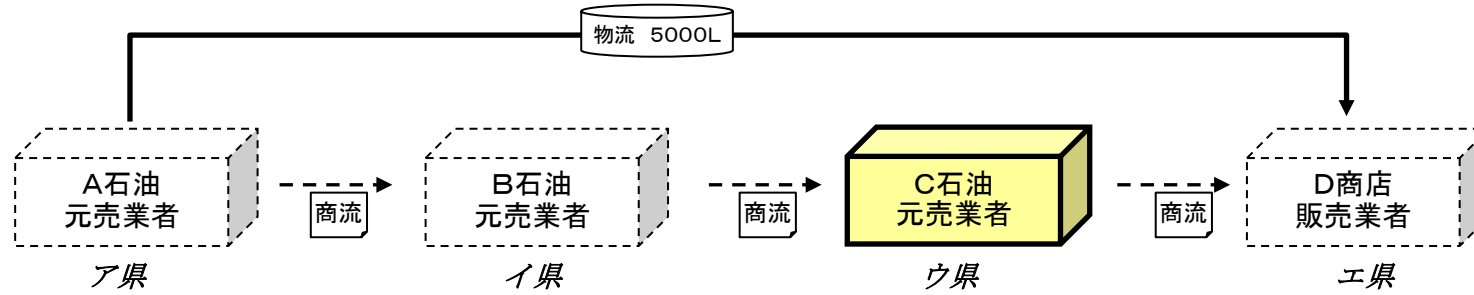 物流 5000L
A石油
元売業者
商流
B石油
元売業者
商流
C石油
元売業者
商流
D商店
販売業者
ア県
イ県
ウ県
エ県